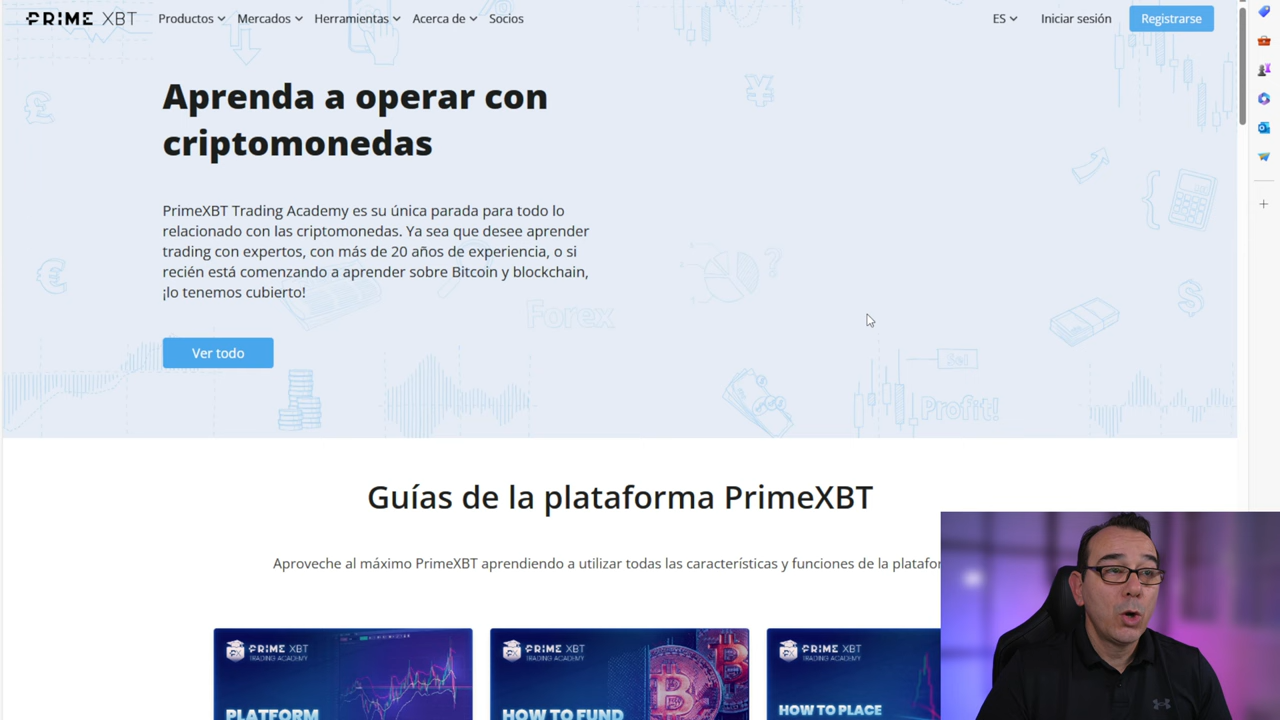 PRIME XBT Productos Mercados Herramientas Acerca de Socios ES Iniciar sesión Registrarse
Aprenda a operar con
criptomonedas
PrimeXBT Trading Academy es su única parada para todo lo
relacionado con las criptomonedas. Ya sea que desee aprender
trading con expertos, con más de 20 años de experiencia, o si
recién está comenzando a aprender sobre Bitcoin y blockchain,
¡lo tenemos cubierto!
Forex
Sell
Profit!
Ver todo
Guías de la plataforma PrimeXBT
Aproveche al máximo PrimeXBT aprendiendo a utilizar todas las características y funciones de la platafor
PRIME XBT
TRADING ACADEMY
PLATFORM
PRIME XBT
TRADING ACADEMY
HOW TO FUND
PRIME XBT
TRADING ACADEMY
HOW TO PLACE